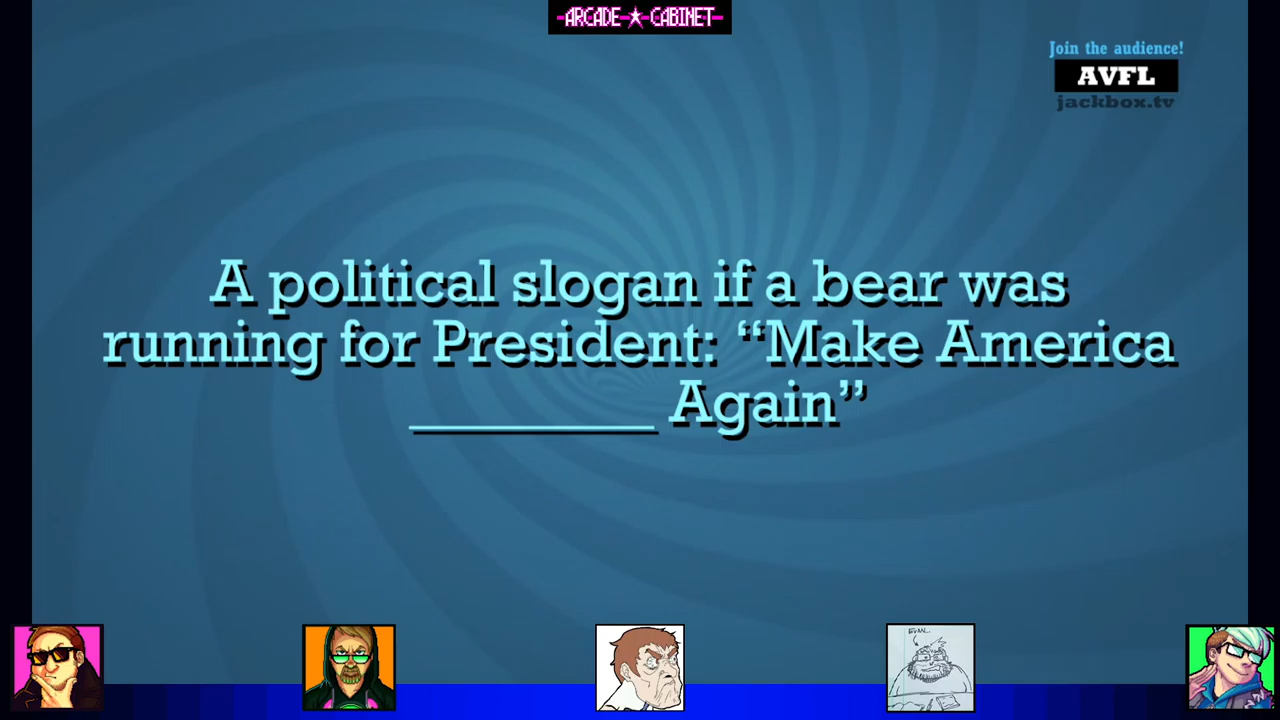 -ARCADE★CABINET-
Join the audience!
AVFL
jackbox.tv
A political slogan if a bear was
running for President: “Make America
________ Again”